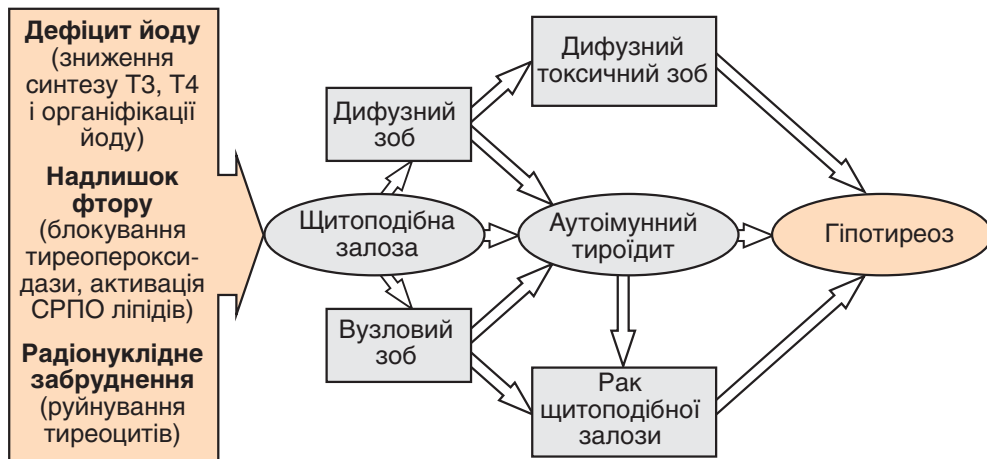 Дефіцит йоду
(зниження
синтезу Т3, Т4
і органіфікації
йоду)
Надлишок
фтору
(блокування
тиреоперокси-
дази, активація
СРПО ліпідів)
Радіонуклідне
забруднення
(руйнування
тиреоцитів)
Щитоподібна
залоза
Дифузний
зоб
Вузловий
зоб
Дифузний
токсичний зоб
Аутоімунний
тироїдит
Рак
щитоподібної
залози
Гіпотиреоз